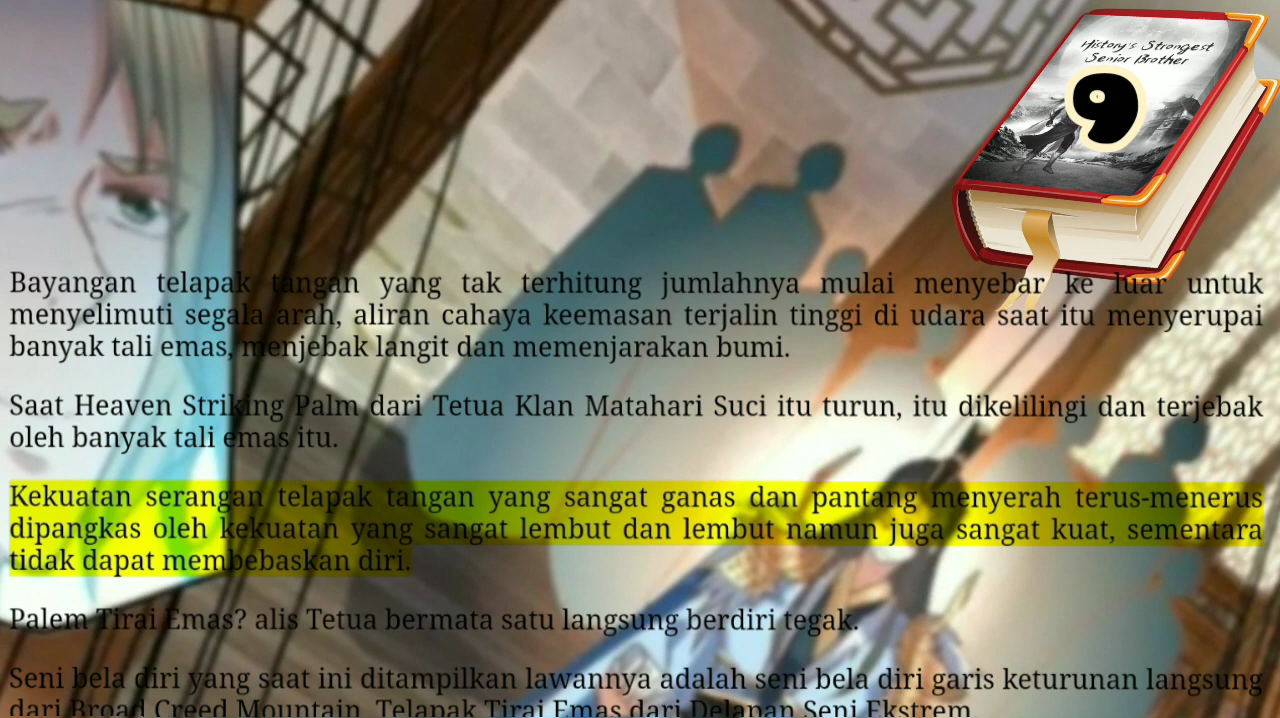 History's Strongest
Senior Brother
9
Bayangan telapak tangan yang tak terhitung jumlahnya mulai menyebar ke luar untuk
menyelimuti segala arah, aliran cahaya keemasan terjalin tinggi di udara saat itu menyerupai
banyak tali emas, menjebak langit dan memenjarakan bumi.
Saat Heaven Striking Palm dari Tetua Klan Matahari Suci itu turun, itu dikelilingi dan terjebak
oleh banyak tali emas itu.
Kekuatan serangan telapak tangan yang sangat ganas dan pantang menyerah terus-menerus
dipangkas oleh kekuatan yang sangat lembut dan lembut namun juga sangat kuat, sementara
tidak dapat membebaskan diri.
Palem Tirai Emas? alis Tetua bermata satu langsung berdiri tegak.
Seni bela diri yang saat ini ditampilkan lawannya adalah seni bela diri garis keturunan langsung
dari Broad Creed Mountain, Telapak Tirai Emas dari Delapan Seni Ekstrem.